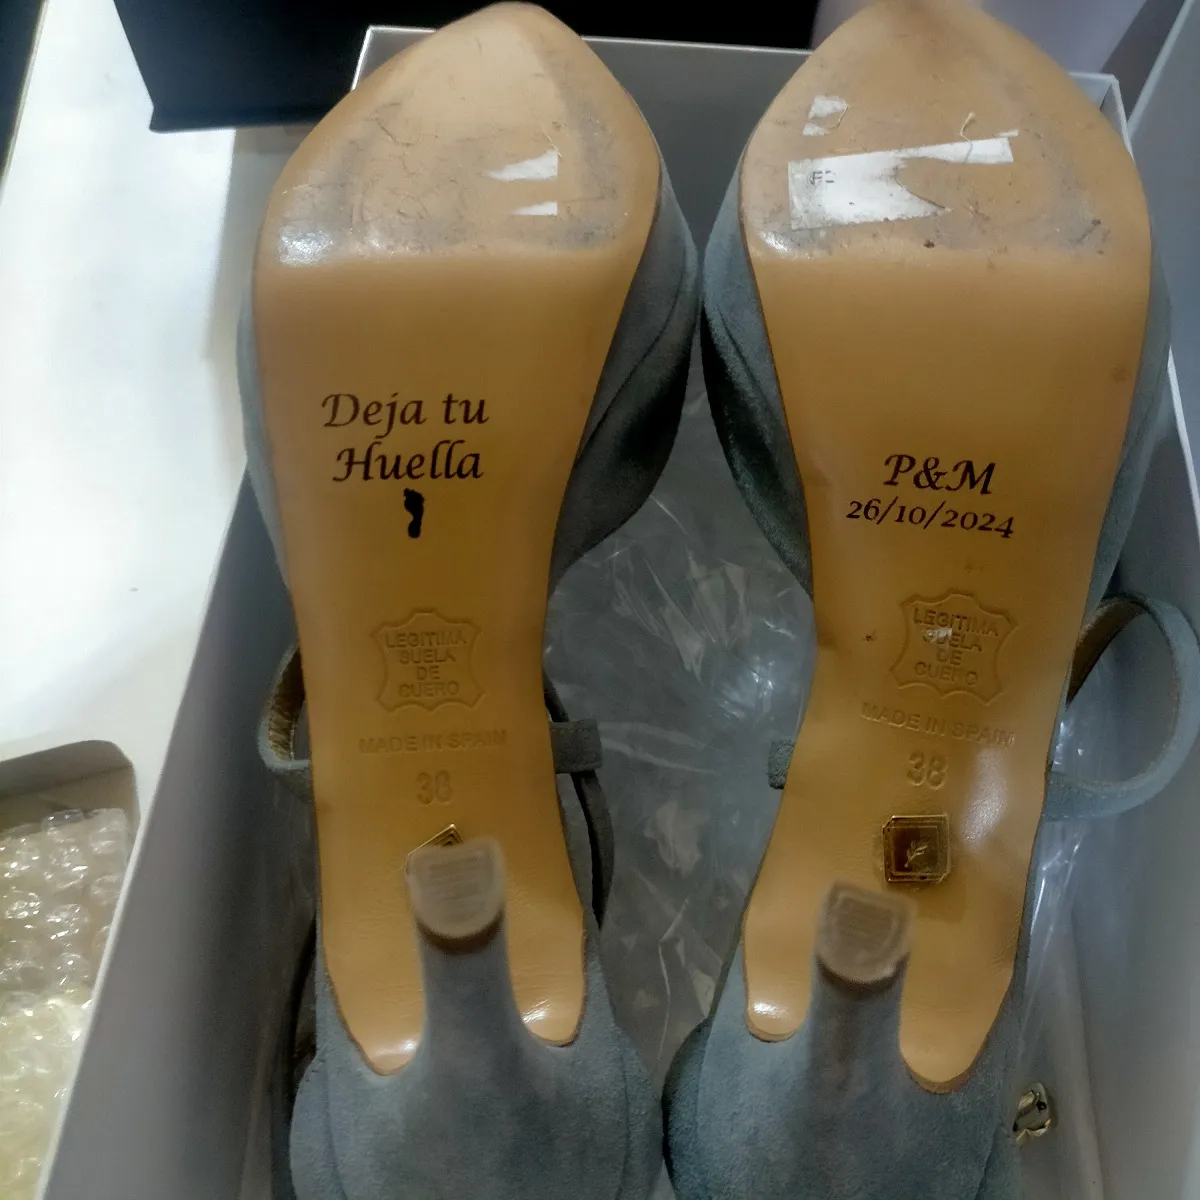 Deja tu
Huella
LEGITIMA
SUELA
DE
CUERO
MADE IN SPAIN
38
P&M
26/10/2024
LEGITIMA
SUELA
DE
CUERO
MADE IN SPAIN
38